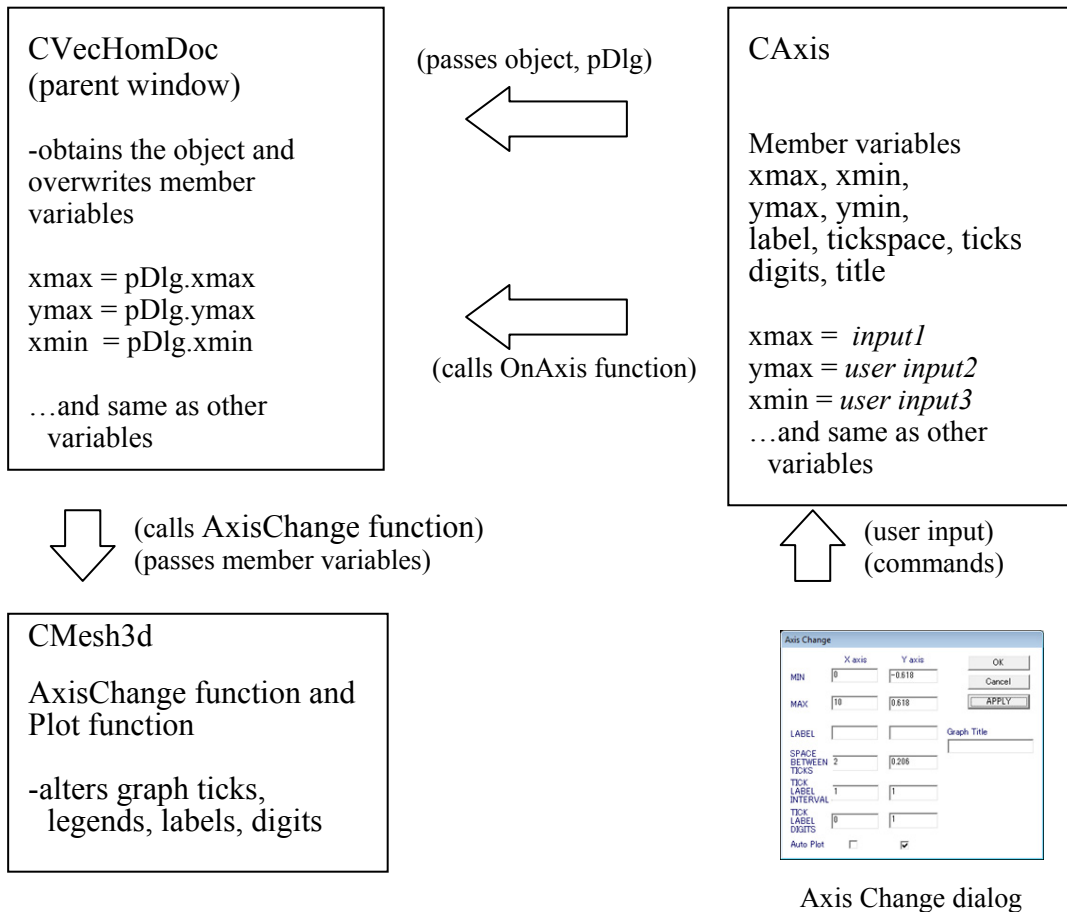 CVecHomDoc
(parent window)
-obtains the object and
overwrites member
variables
xmax = pDlg.xmax
ymax = pDlg.ymax
xmin = pDlg.xmin
…and same as other
variables
(passes object, pDlg)
(calls OnAxis function)
CAxis
Member variables
xmax, xmin,
ymax, ymin,
label, tickspace, ticks
digits, title
xmax = input1
ymax = user input2
xmin = user input3
…and same as other
variables
(calls AxisChange function)
(passes member variables)
(user input)
(commands)
CMesh3d
AxisChange function and
Plot function
-alters graph ticks,
legends, labels, digits
Axis Change
X axis Y axis
MIN 0 -0.618
MAX 10 0.618
LABEL
SPACE
BETWEEN 2 0.206
TICKS
TICK
LABEL 1 1
INTERVAL
TICK
LABEL 0 1
DIGITS
Auto Plot
OK
Cancel
APPLY
Graph Title
Axis Change dialog